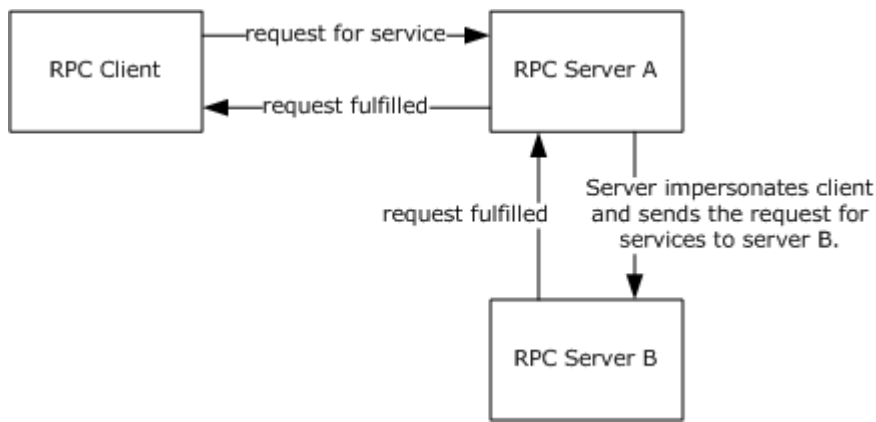 request for service
RPC Client
RPC Server A
request fulfilled
Server impersonates client
and sends the request for
services to server B.
request fulfilled
RPC Server B